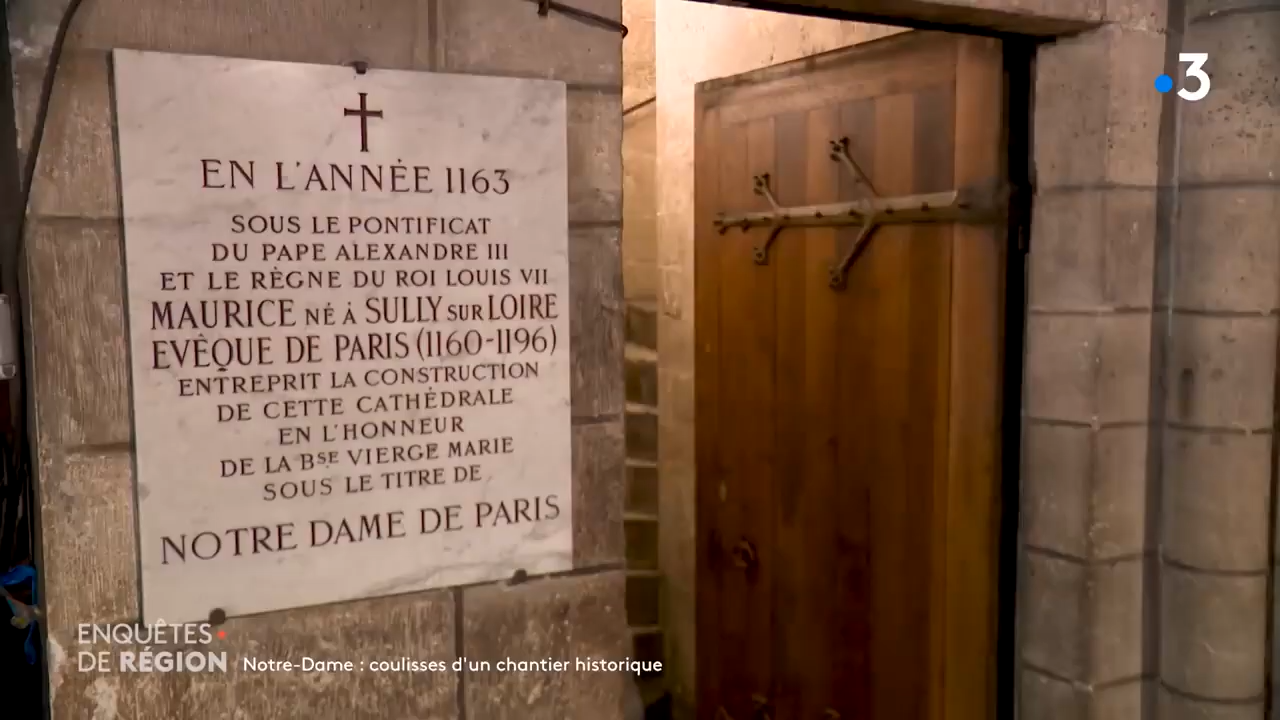 EN L'ANNÉE 1163
SOUS LE PONTIFICAT
DU PAPE ALEXANDRE III
ET LE RÈGNE DU ROI LOUIS VII
MAURICE NÉ À SULLY SUR LOIRE
EVÊQUE DE PARIS (1160-1196)
ENTREPRIT LA CONSTRUCTION
DE CETTE CATHÉDRALE
EN L'HONNEUR
DE LA BSE VIERGE MARIE
SOUS LE TITRE DE
NOTRE DAME DE PARIS
3
ENQUÊTES
DE RÉGION
Notre-Dame : coulisses d'un chantier historique